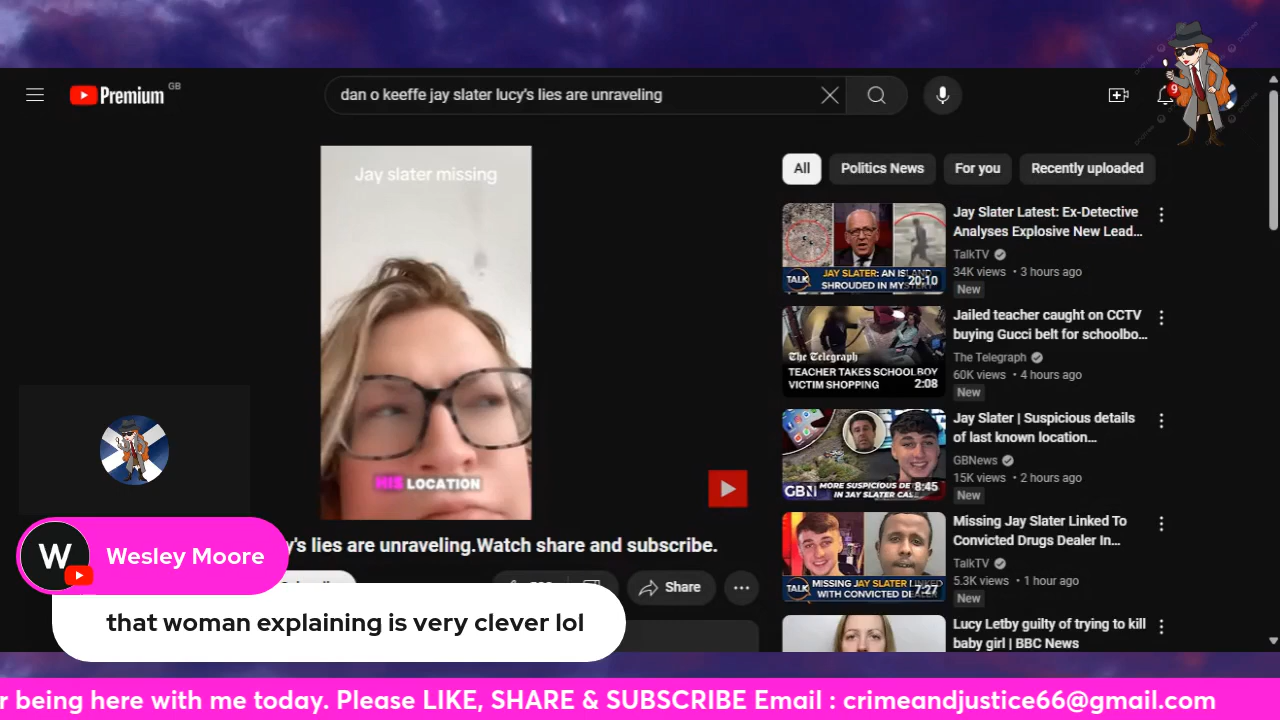 Premium
GB
dan o keeffe jay slater lucy's lies are unraveling
9
Jay slater missing
HIS LOCATION
All
Politics News
For you
Recently uploaded
TALK
JAY SLATER: AN ISLAND
SHROUDED IN MYSTERY
20:10
Jay Slater Latest: Ex-Detective
Analyses Explosive New Lead...
TalkTV
34K views • 3 hours ago
New
The Telegraph
TEACHER TAKES SCHOOLBOY
VICTIM SHOPPING
2:08
Jailed teacher caught on CCTV
buying Gucci belt for schoolbo...
The Telegraph
60K views • 4 hours ago
New
GBN
MORE SUSPICIOUS DE
IN JAY SLATER CA
8:45
Jay Slater | Suspicious details
of last known location...
GBNews
15K views • 2 hours ago
New
TALK
MISSING JAY SLATER LINKED
WITH CONVICTED DEALER
7:27
Missing Jay Slater Linked To
Convicted Drugs Dealer In...
TalkTV
5.3K views • 1 hour ago
New
Lucy Letby guilty of trying to kill
baby girl | BBC News
y's lies are unraveling.Watch share and subscribe.
Share
W
Wesley Moore
that woman explaining is very clever lol
r being here with me today. Please LIKE, SHARE & SUBSCRIBE Email : crimeandjustice66@gmail.com